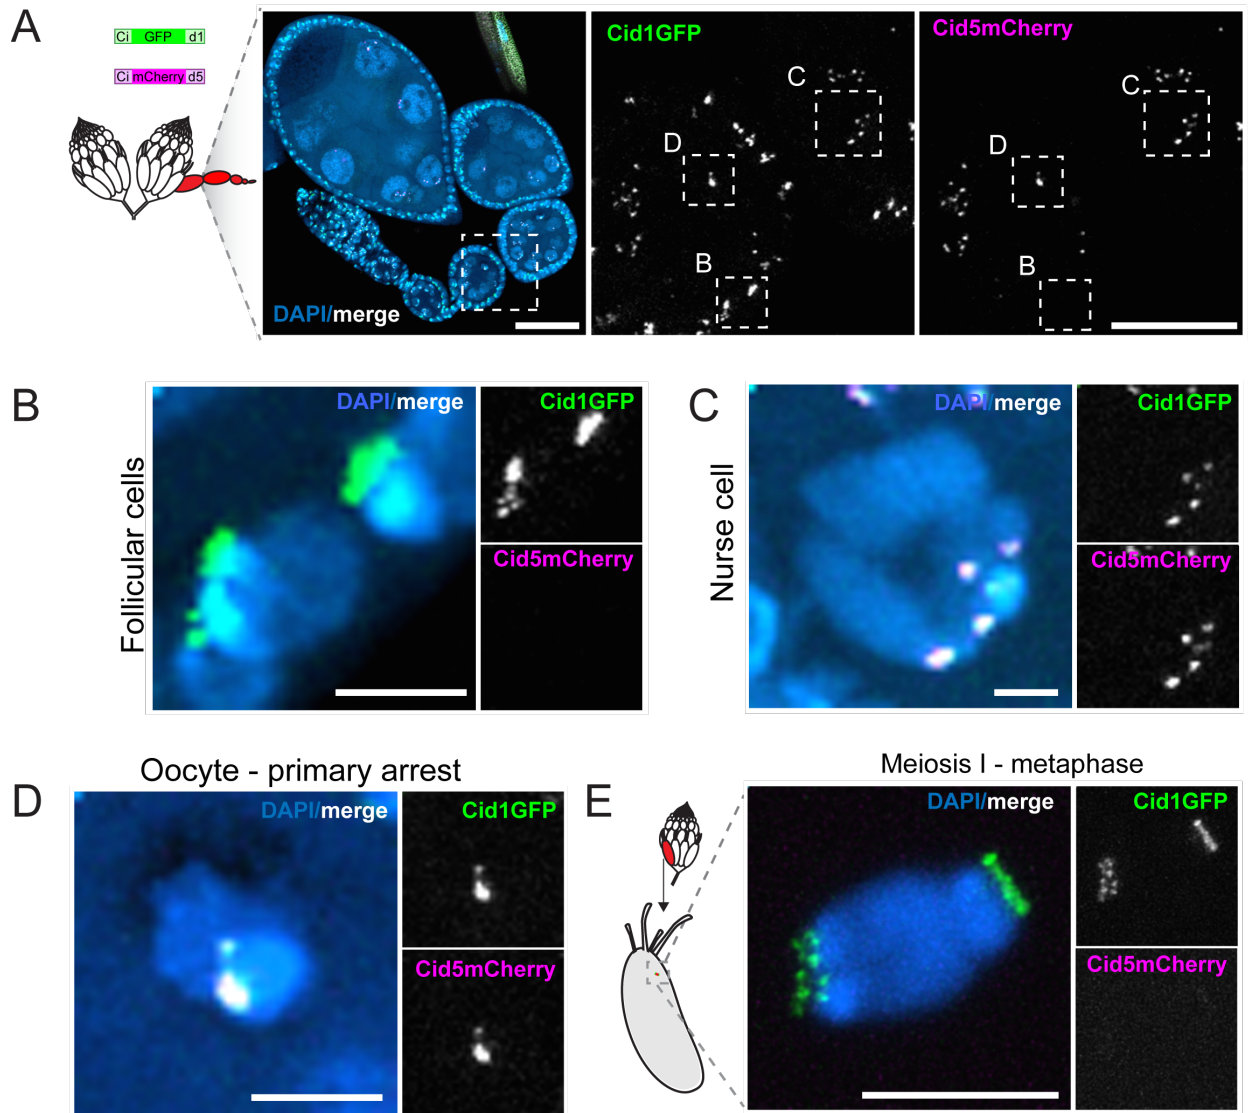 A
Ci GFP d1
Ci mCherry d5
DAPI/merge
Cid1GFP
C
D
B
Cid5mCherry
C
D
B
B
Follicular cells
DAPI/merge
Cid1GFP
Cid5mCherry
C
Nurse cell
DAPI/merge
Cid1GFP
Cid5mCherry
Oocyte - primary arrest
D
DAPI/merge
Cid1GFP
Cid5mCherry
Meiosis I - metaphase
E
DAPI/merge
Cid1GFP
Cid5mCherry